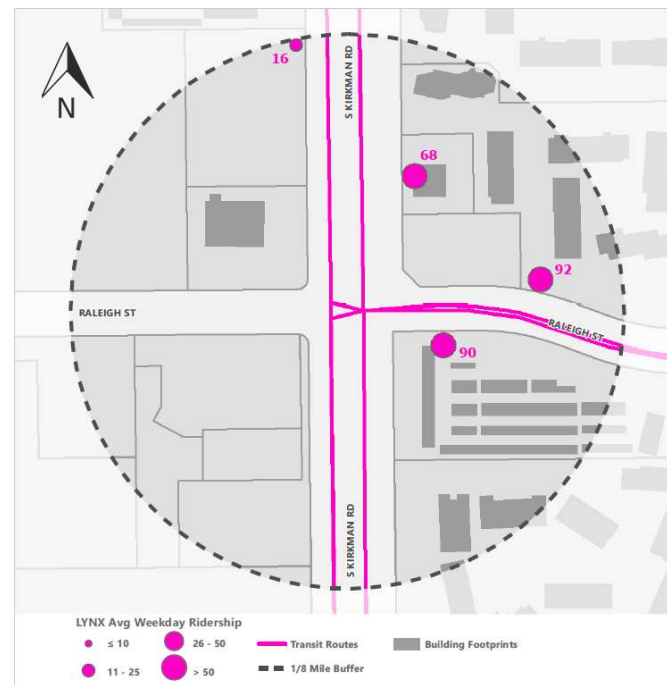 16
S KIRKMAN RD
N
68
92
RALEIGH ST
RALEIGH ST
90
S KIRKMAN RD
LYNX Avg Weekday Ridership
≤ 10
26 - 50
Transit Routes
Building Footprints
11 - 25
> 50
1/8 Mile Buffer